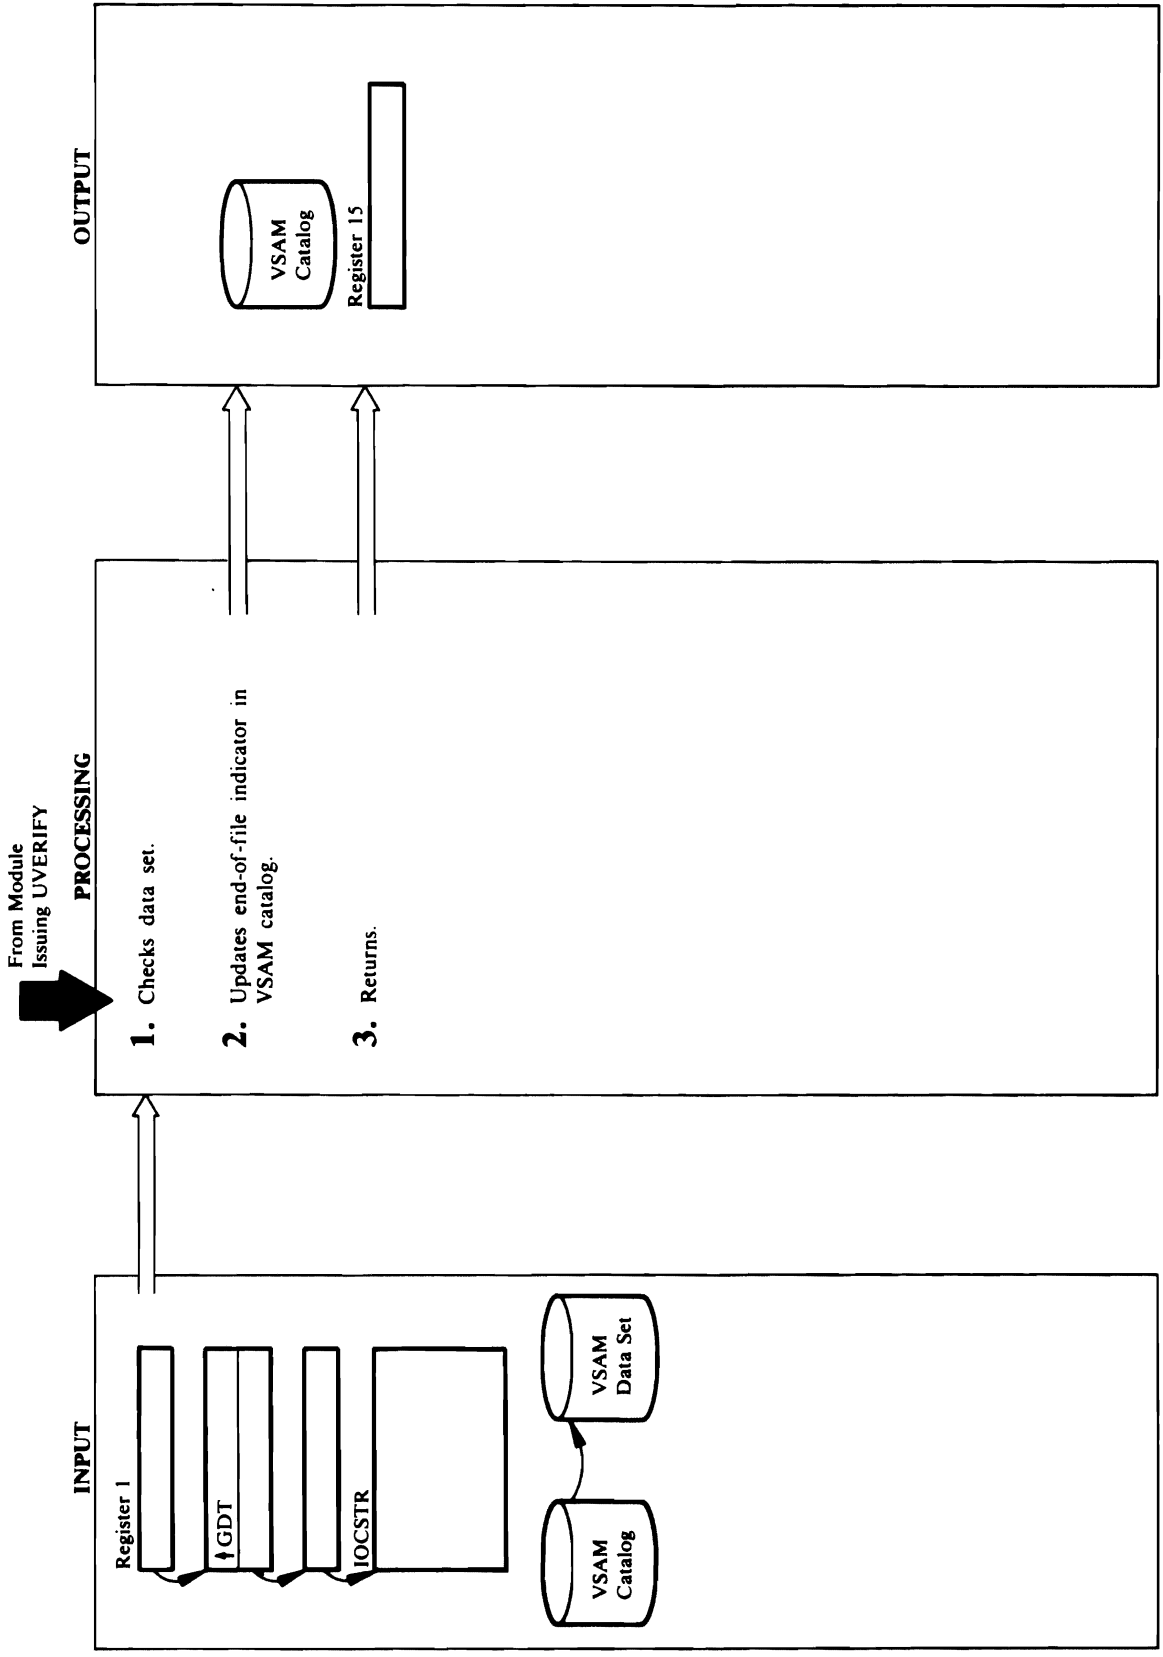 INPUT
Register 1
GDT
IOCSTR
VSAM
Catalog
VSAM
Data Set
From Module
Issuing UVERIFY
PROCESSING
1. Checks data set.
2. Updates end-of-file indicator in
VSAM catalog.
3. Returns.
OUTPUT
VSAM
Catalog
Register 15